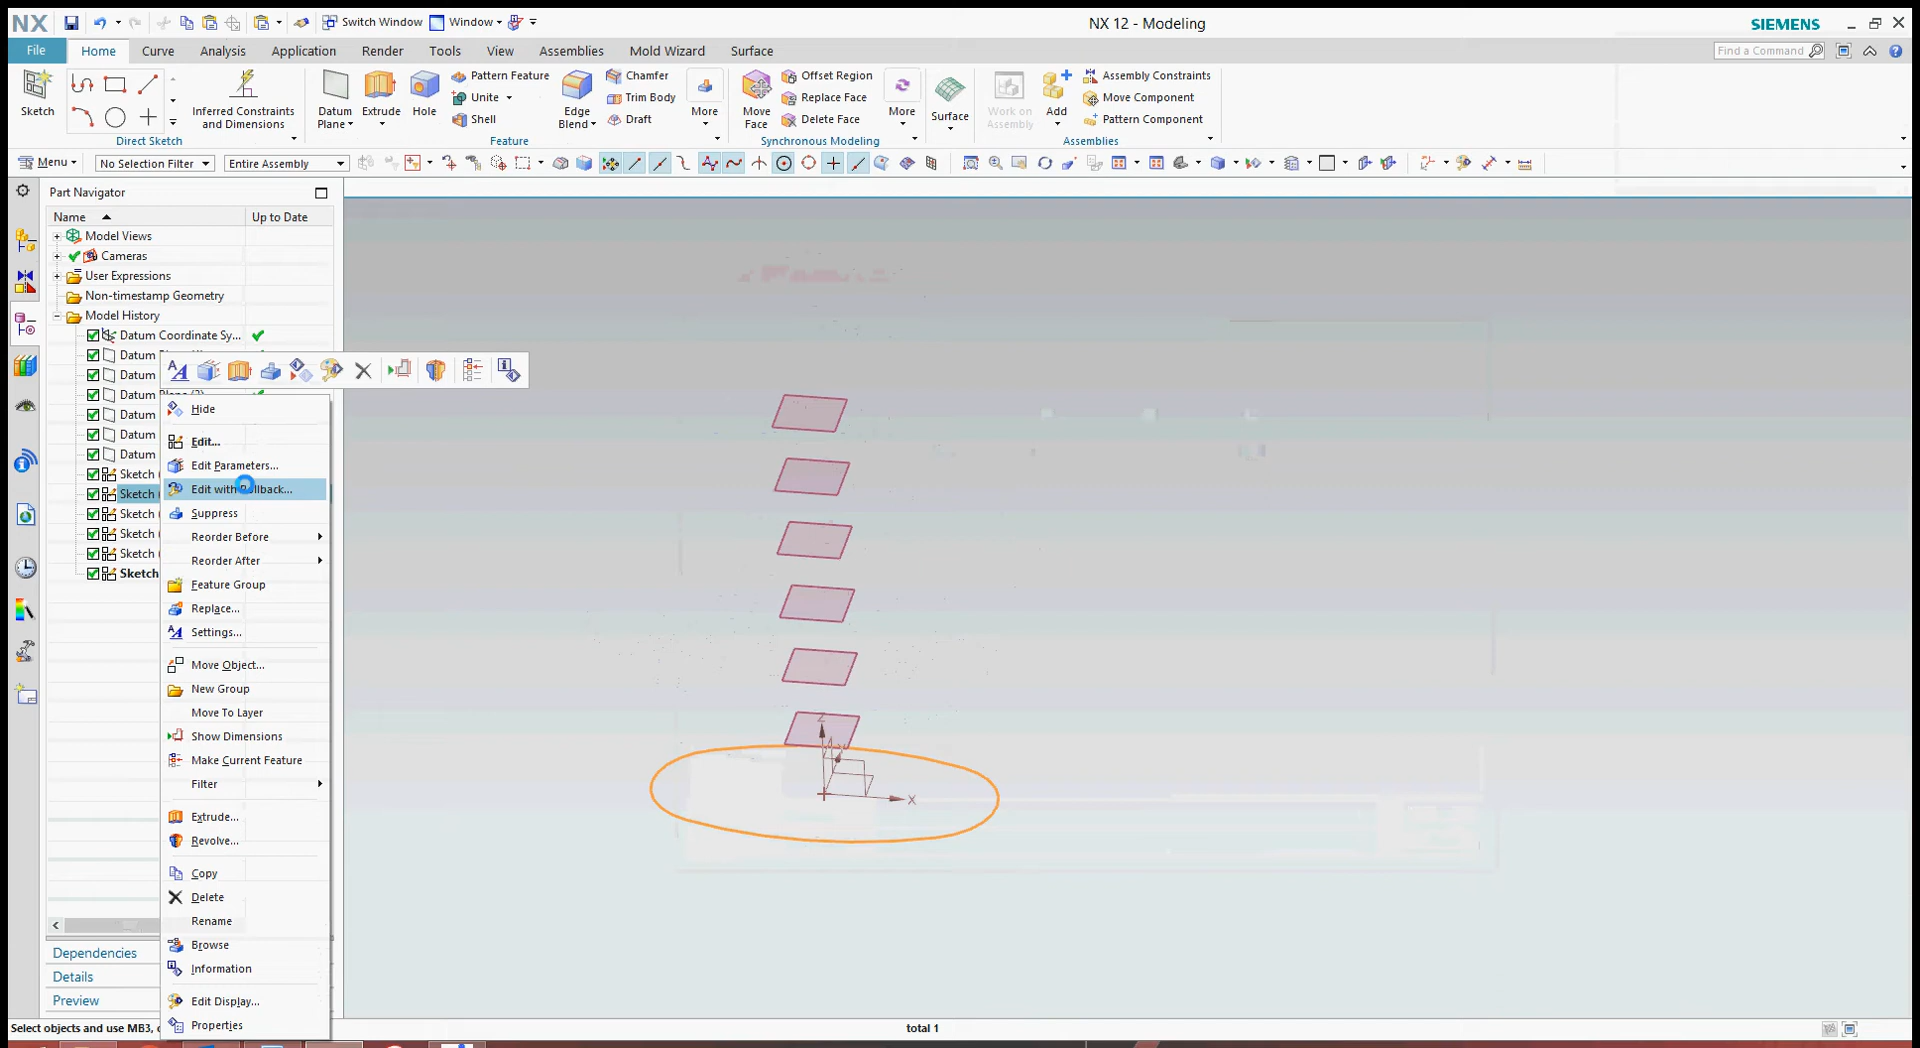 NX
Switch Window
Window
NX 12 - Modeling
SIEMENS
File
Home
Curve
Analysis
Application
Render
Tools
View
Assemblies
Mold Wizard
Surface
Find a Command
Sketch
Inferred Constraints
and Dimensions
Direct Sketch
Datum
Plane
Extrude
Hole
Pattern Feature
Unite
Shell
Edge
Blend
Chamfer
Trim Body
Draft
More
Feature
Move
Face
Offset Region
Replace Face
Delete Face
More
Synchronous Modeling
Surface
Work on
Assembly
Add
Assembly Constraints
Move Component
Pattern Component
Assemblies
Menu
No Selection Filter
Entire Assembly
Part Navigator
Name
Up to Date
Model Views
Cameras
User Expressions
Non-timestamp Geometry
Model History
Datum Coordinate Sy...
Datum
Datum
Datum
Datum
Datum
Datum
Sketch (
Sketch
Sketch (
Sketch (
Sketch (
Sketch
Hide
Edit...
Edit Parameters...
Edit with
Suppress
Reorder Before
Reorder After
Feature Group
Replace...
Settings...
Move Object...
New Group
Move To Layer
Show Dimensions
Make Current Feature
Filter
Extrude...
Revolve...
Copy
Delete
Rename
Browse
Information
Edit Display...
Properties
Z
X
Dependencies
Details
Preview
Select objects and use MB3,
total 1